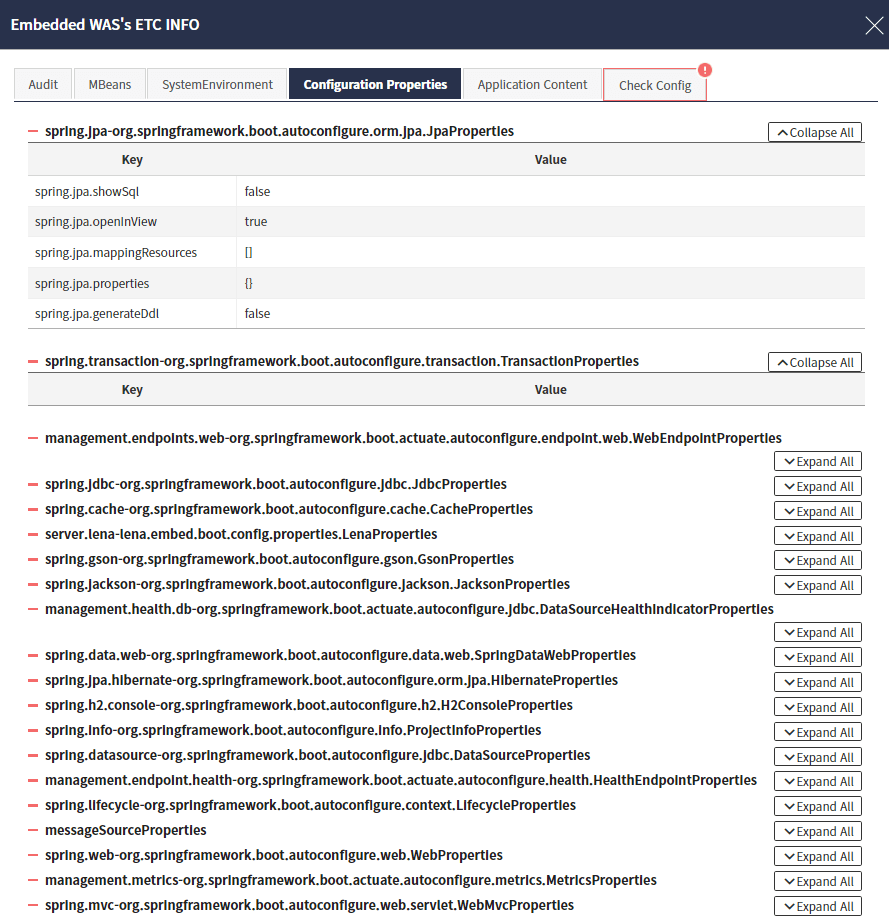 Embedded WAS's ETC INFO
Audit MBeans SystemEnvironment Configuration Properties Application Content Check Config !
spring.jpa-org.springframework.boot.autoconfigure.orm.jpa.JpaProperties Collapse All
Key Value
spring.jpa.showSql false
spring.jpa.openInView true
spring.jpa.mappingResources []
spring.jpa.properties {}
spring.jpa.generateDdl false
spring.transaction-org.springframework.boot.autoconfigure.transaction.TransactionProperties Collapse All
Key Value
management.endpoints.web-org.springframework.boot.actuate.autoconfigure.endpoint.web.WebEndpointProperties
Expand All
spring.jdbc-org.springframework.boot.autoconfigure.jdbc.JdbcProperties Expand All
spring.cache-org.springframework.boot.autoconfigure.cache.CacheProperties Expand All
server.lena-lena.embed.boot.config.properties.LenaProperties Expand All
spring.gson-org.springframework.boot.autoconfigure.gson.GsonProperties Expand All
spring.jackson-org.springframework.boot.autoconfigure.jackson.JacksonProperties Expand All
management.health.db-org.springframework.boot.actuate.autoconfigure.jdbc.DataSourceHealthIndicatorProperties
Expand All
spring.data.web-org.springframework.boot.autoconfigure.data.web.SpringDataWebProperties Expand All
spring.jpa.hibernate-org.springframework.boot.autoconfigure.orm.jpa.HibernateProperties Expand All
spring.h2.console-org.springframework.boot.autoconfigure.h2.H2ConsoleProperties Expand All
spring.info-org.springframework.boot.autoconfigure.info.ProjectInfoProperties Expand All
spring.datasource-org.springframework.boot.autoconfigure.jdbc.DataSourceProperties Expand All
management.endpoint.health-org.springframework.boot.actuate.autoconfigure.health.HealthEndpointProperties Expand All
spring.lifecycle-org.springframework.boot.autoconfigure.context.LifecycleProperties Expand All
messageSourceProperties Expand All
spring.web-org.springframework.boot.autoconfigure.web.WebProperties Expand All
management.metrics-org.springframework.boot.actuate.autoconfigure.metrics.MetricsProperties Expand All
spring.mvc-org.springframework.boot.autoconfigure.web.servlet.WebMvcProperties Expand All